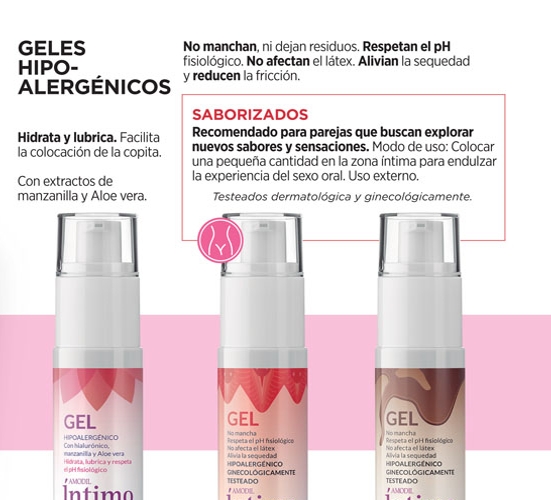 GELES
HIPO-
ALERGÉNICOS
No manchan, ni dejan residuos. Respetan el pH
fisiológico. No afectan el látex. Alivian la sequedad
y reducen la fricción.
Hidrata y lubrica. Facilita
la colocación de la copita.
Con extractos de
manzanilla y Aloe vera.
SABORIZADOS
Recomendado para parejas que buscan explorar
nuevos sabores y sensaciones. Modo de uso: Colocar
una pequeña cantidad en la zona íntima para endulzar
la experiencia del sexo oral. Uso externo.
Testeados dermatológica y ginecológicamente.
GEL
HIPOALERGÉNICO
Con hialurónico,
manzanilla y Aloe vera
Hidrata, lubrica y respeta
el pH fisiológico
AMODIL
Íntimo
GEL
No mancha
Respeta el pH fisiológico
No afecta el látex
Alivia la sequedad
HIPOALERGÉNICO
GINECOLÓGICAMENTE
TESTEADO
AMODIL
Íntimo
GEL
No mancha
Respeta el pH fisiológico
No afecta el látex
Alivia la sequedad
HIPOALERGÉNICO
GINECOLÓGICAMENTE
TESTEADO
AMODIL
Íntimo